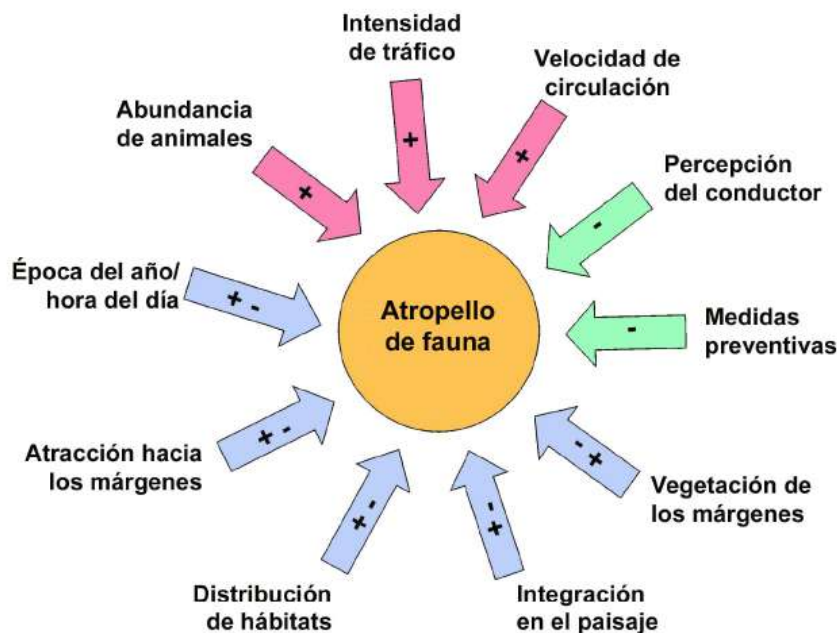 Intensidad
de tráfico
+
Velocidad de
circulación
+
Abundancia
de animales
+
Percepción
del conductor
-
Época del año/
hora del día
+ -
Atropello
de fauna
Medidas
preventivas
-
Atracción hacia
los márgenes
+ -
Vegetación de
los márgenes
- +
Distribución
de hábitats
+ -
Integración
en el paisaje
- +